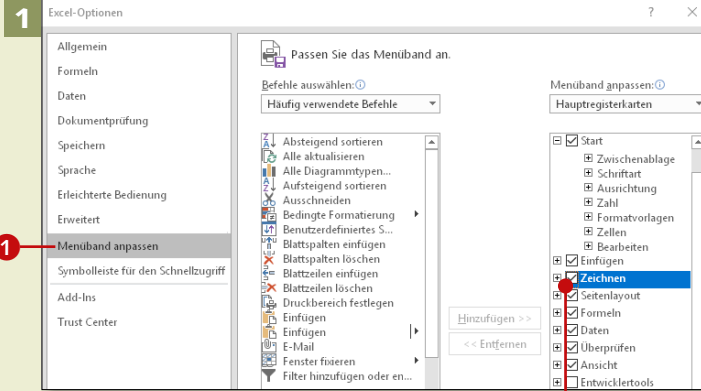 1
Excel-Optionen
?
Allgemein
Formeln
Daten
Dokumentprüfung
Speichern
Sprache
Erleichterte Bedienung
Erweitert
1
Menüband anpassen
Symbolleiste für den Schnellzugriff
Add-Ins
Trust Center
Passen Sie das Menüband an.
Befehle auswählen:
Häufig verwendete Befehle
Absteigend sortieren
Alle aktualisieren
Alle Diagrammtypen...
Aufsteigend sortieren
Ausschneiden
Bedingte Formatierung
Benutzerdefiniertes S...
Blattspalten einfügen
Blattspalten löschen
Blattzeilen einfügen
Blattzeilen löschen
Druckbereich festlegen
Einfügen
Einfügen
E-Mail
Fenster fixieren
Filter hinzufügen oder en...
Hinzufügen >>
<< Entfernen
Menüband anpassen:
Hauptregisterkarten
Start
Zwischenablage
Schriftart
Ausrichtung
Zahl
Formatvorlagen
Zellen
Bearbeiten
Einfügen
Zeichnen
Seitenlayout
Formeln
Daten
Überprüfen
Ansicht
Entwicklertools